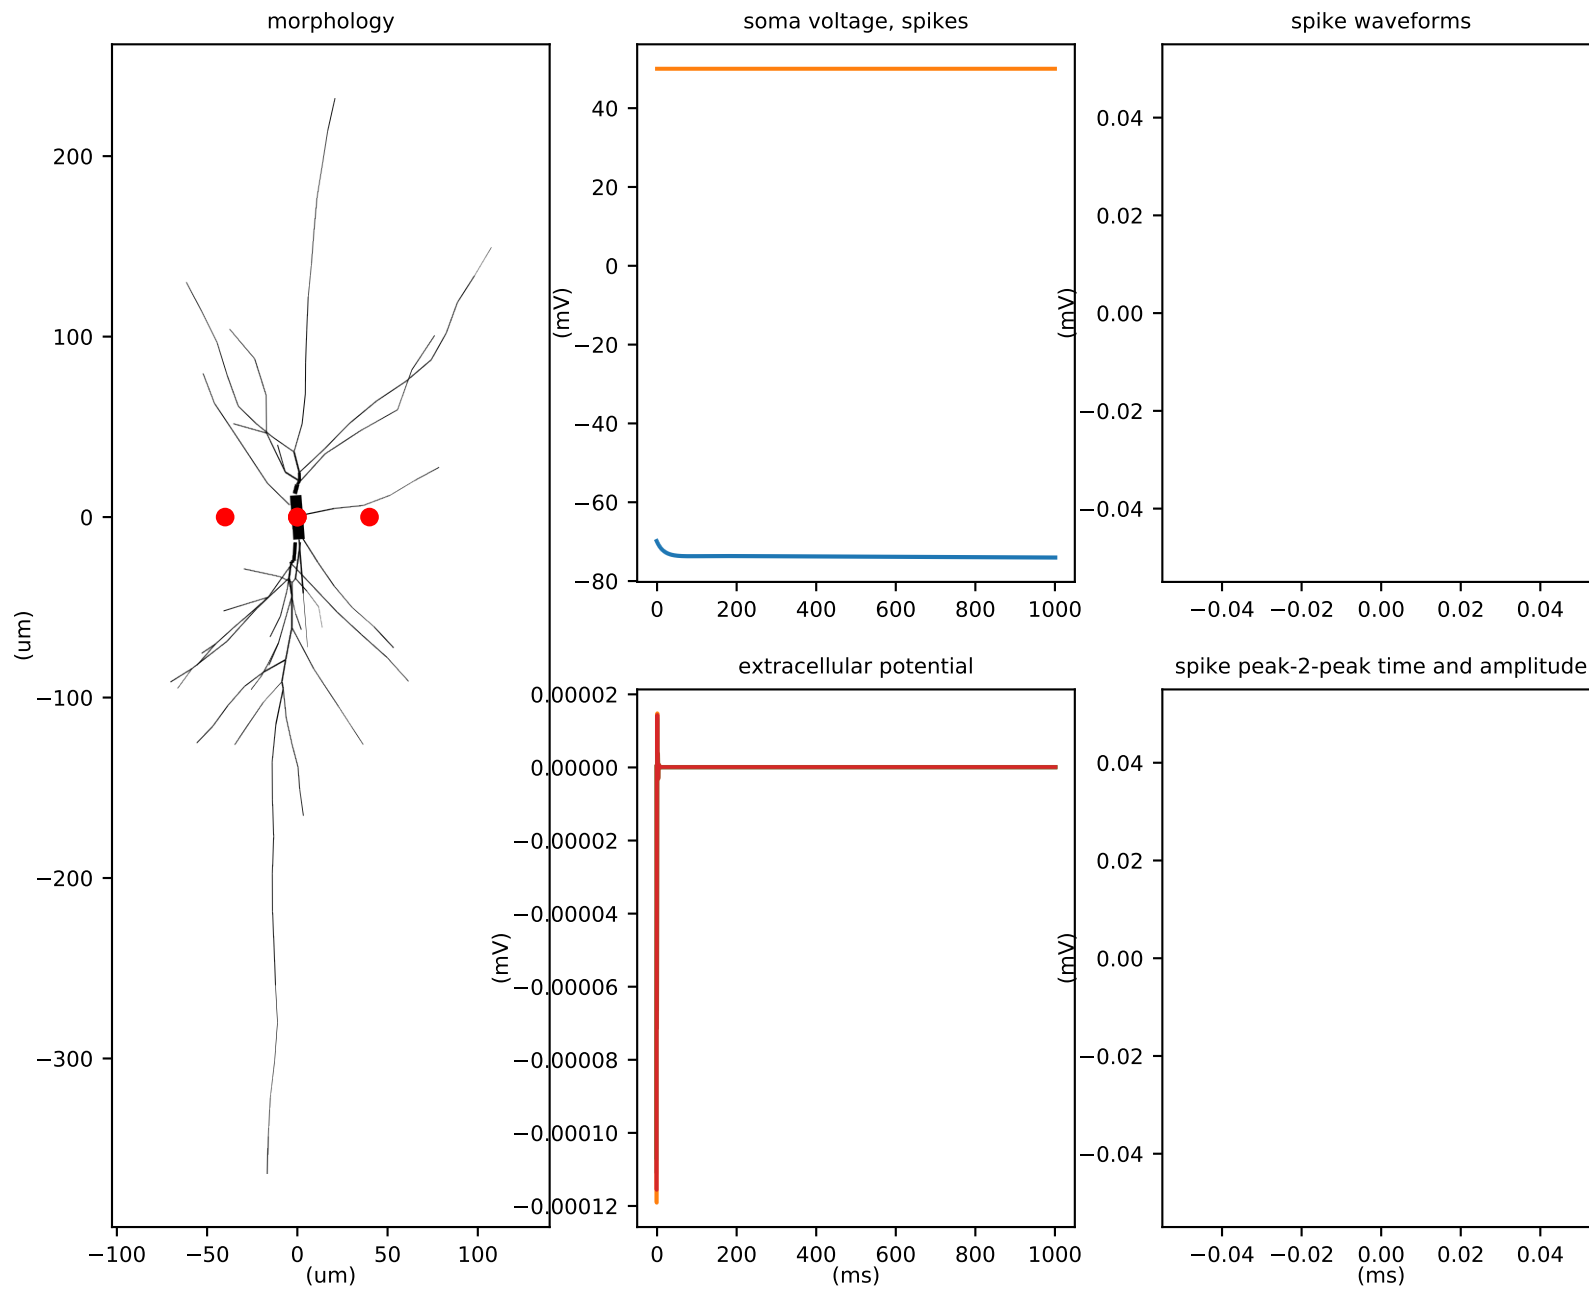 morphology
200
100
0
−100
−200
−300
(um)
−100 −50 0 50 100
(um)
soma voltage, spikes
40
20
0
−20
−40
−60
−80
(mV)
0 200 400 600 800 1000
spike waveforms
0.04
0.02
0.00
−0.02
−0.04
(mV)
−0.04 −0.02 0.00 0.02 0.04
extracellular potential
0.00002
0.00000
−0.00002
−0.00004
−0.00006
−0.00008
−0.00010
−0.00012
(mV)
0 200 400 600 800 1000
(ms)
spike peak-2-peak time and amplitude
0.04
0.02
0.00
−0.02
−0.04
(mV)
−0.04 −0.02 0.00 0.02 0.04
(ms)